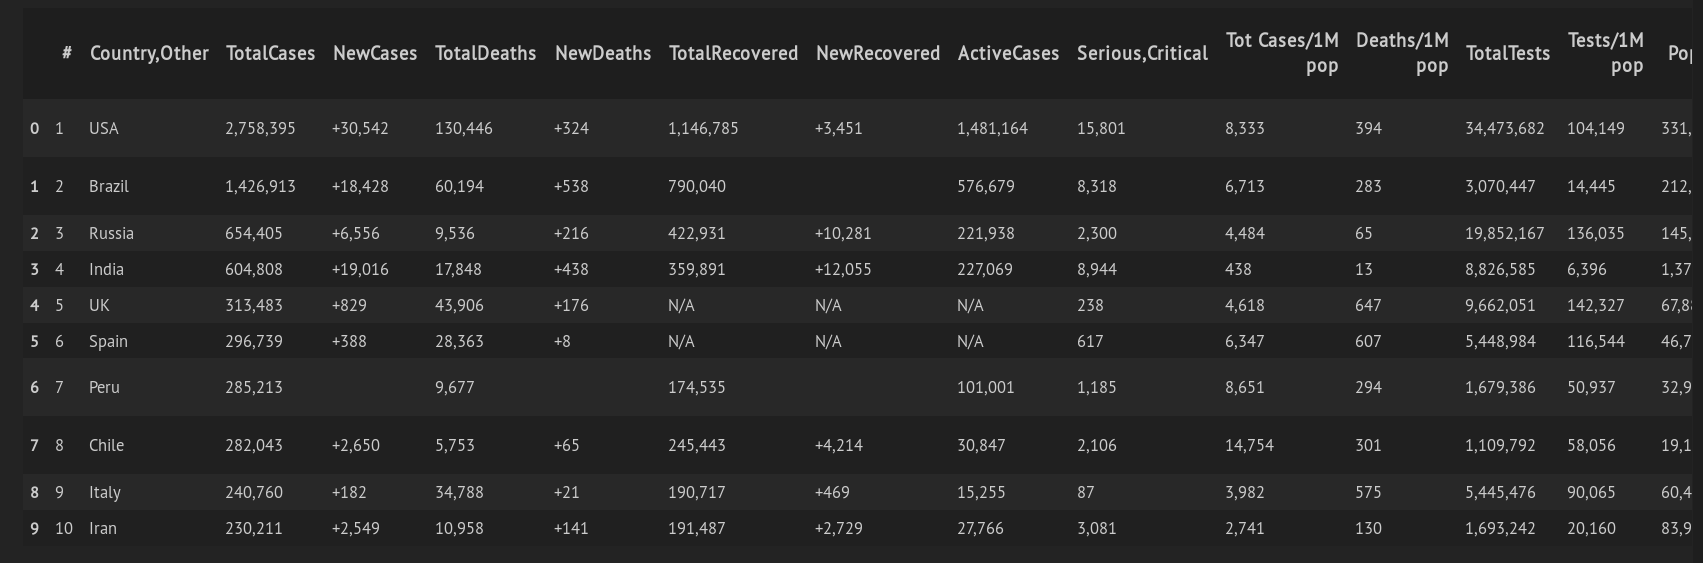 # Country,Other TotalCases NewCases TotalDeaths NewDeaths TotalRecovered NewRecovered ActiveCases Serious,Critical Tot Cases/1M pop Deaths/1M pop TotalTests Tests/1M pop
0 1 USA 2,758,395 +30,542 130,446 +324 1,146,785 +3,451 1,481,164 15,801 8,333 394 34,473,682 104,149 331,
1 2 Brazil 1,426,913 +18,428 60,194 +538 790,040 576,679 8,318 6,713 283 3,070,447 14,445 212,
2 3 Russia 654,405 +6,556 9,536 +216 422,931 +10,281 221,938 2,300 4,484 65 19,852,167 136,035 145,
3 4 India 604,808 +19,016 17,848 +438 359,891 +12,055 227,069 8,944 438 13 8,826,585 6,396 1,37
4 5 UK 313,483 +829 43,906 +176 N/A N/A N/A 238 4,618 647 9,662,051 142,327 67,8
5 6 Spain 296,739 +388 28,363 +8 N/A N/A N/A 617 6,347 607 5,448,984 116,544 46,7
6 7 Peru 285,213 9,677 174,535 101,001 1,185 8,651 294 1,679,386 50,937 32,9
7 8 Chile 282,043 +2,650 5,753 +65 245,443 +4,214 30,847 2,106 14,754 301 1,109,792 58,056 19,1
8 9 Italy 240,760 +182 34,788 +21 190,717 +469 15,255 87 3,982 575 5,445,476 90,065 60,4
9 10 Iran 230,211 +2,549 10,958 +141 191,487 +2,729 27,766 3,081 2,741 130 1,693,242 20,160 83,9